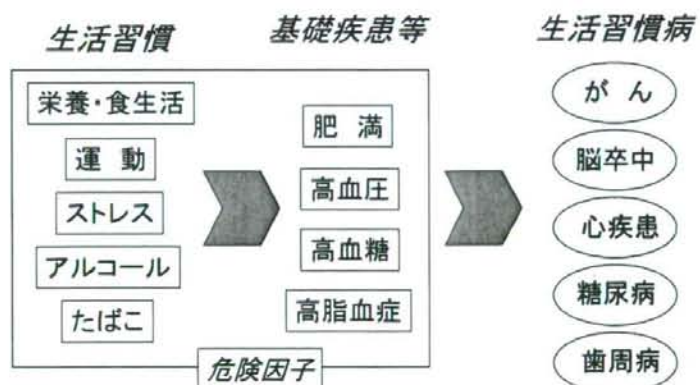 生活習慣
基礎疾患等
生活習慣病
栄養・食生活
運 動
ストレス
アルコール
たばこ
肥 満
高血圧
高血糖
高脂血症
危険因子
が ん
脳卒中
心疾患
糖尿病
歯周病